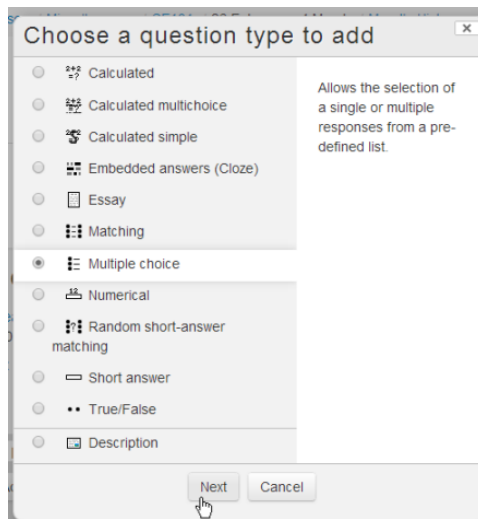 Choose a question type to add
x
Calculated
Calculated multichoice
Calculated simple
Embedded answers (Cloze)
Essay
Matching
Multiple choice
Numerical
Random short-answer
matching
Short answer
True/False
Description
Allows the selection of
a single or multiple
responses from a pre-
defined list.
Next
Cancel